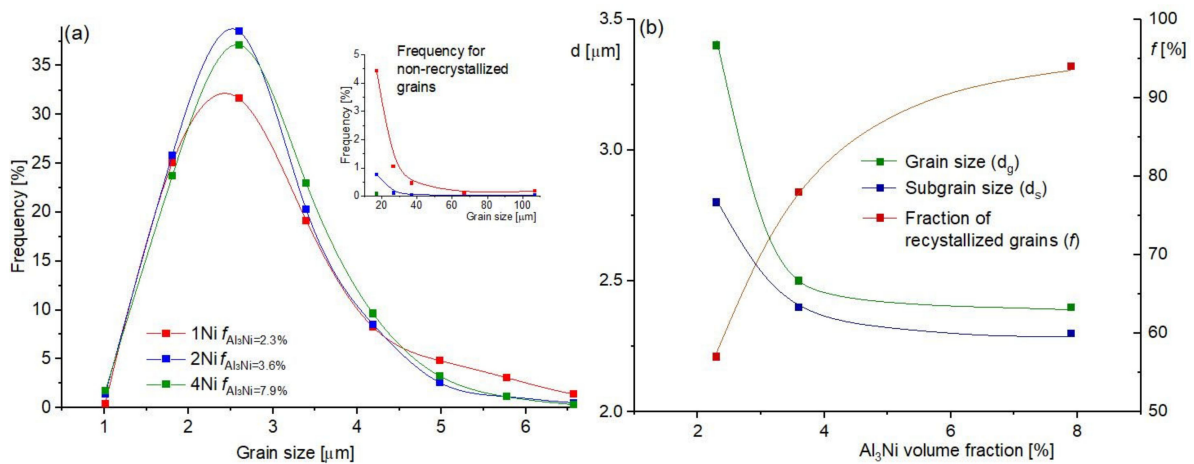 (a)
Frequency [%]
35
30
25
20
15
10
5
0
1
2
3
4
5
6
Grain size [μm]
1Ni fAl₃Ni=2.3%
2Ni fAl₃Ni=3.6%
4Ni fAl₃Ni=7.9%
Frequency for
non-recrystallized
grains
Frequency [%]
5
4
3
2
1
0
20
40
60
80
100
Grain size [μm]
(b)
d [μm]
3.5
3.0
2.5
2.0
f [%]
100
90
80
70
60
50
Grain size (dg)
Subgrain size (ds)
Fraction of
recystallized grains (f)
2
4
6
8
Al₃Ni volume fraction [%]